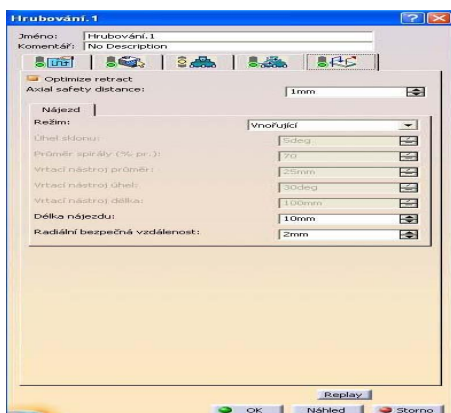 Hrubování.1
Jméno: Hrubování.1
Komentář: No Description
Optimize retract
Axial safety distance: 1mm
Nájezd
Režim: Vnořující
Úhel sklonu: 5deg
Průměr spirály (% pr.): 70
Vrtací nástroj průměr: 25mm
Vrtací nástroj úhel: 30deg
Vrtací nástroj délka: 100mm
Délka nájezdu: 10mm
Radiální bezpečná vzdálenost: 2mm
Replay
OK Náhled Storno